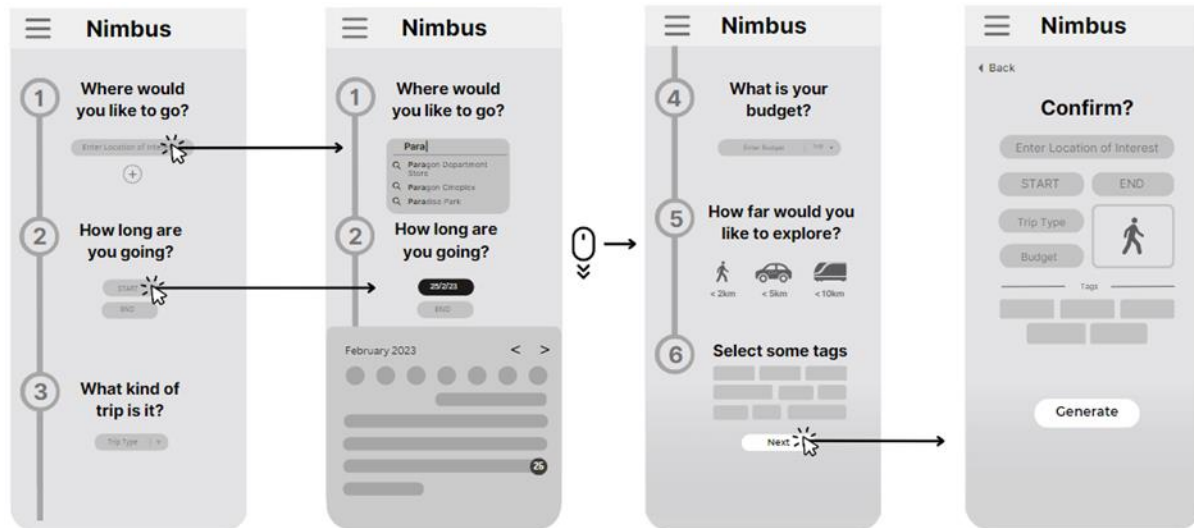 Nimbus
1
Where would
you like to go?
Enter Location of Interest
2
How long are
you going?
START
END
3
What kind of
trip is it?
Trip Type
Nimbus
1
Where would
you like to go?
Para
Paragon Department
Store
Paragon Cineplex
Paradise Park
2
How long are
you going?
25/2/23
END
February 2023 < >
25
Nimbus
4
What is your
budget?
Enter Budget
5
How far would you
like to explore?
< 2km < 5km < 10km
6
Select some tags
Next
Nimbus
Back
Confirm?
Enter Location of Interest
START END
Trip Type
Budget
Tags
Generate